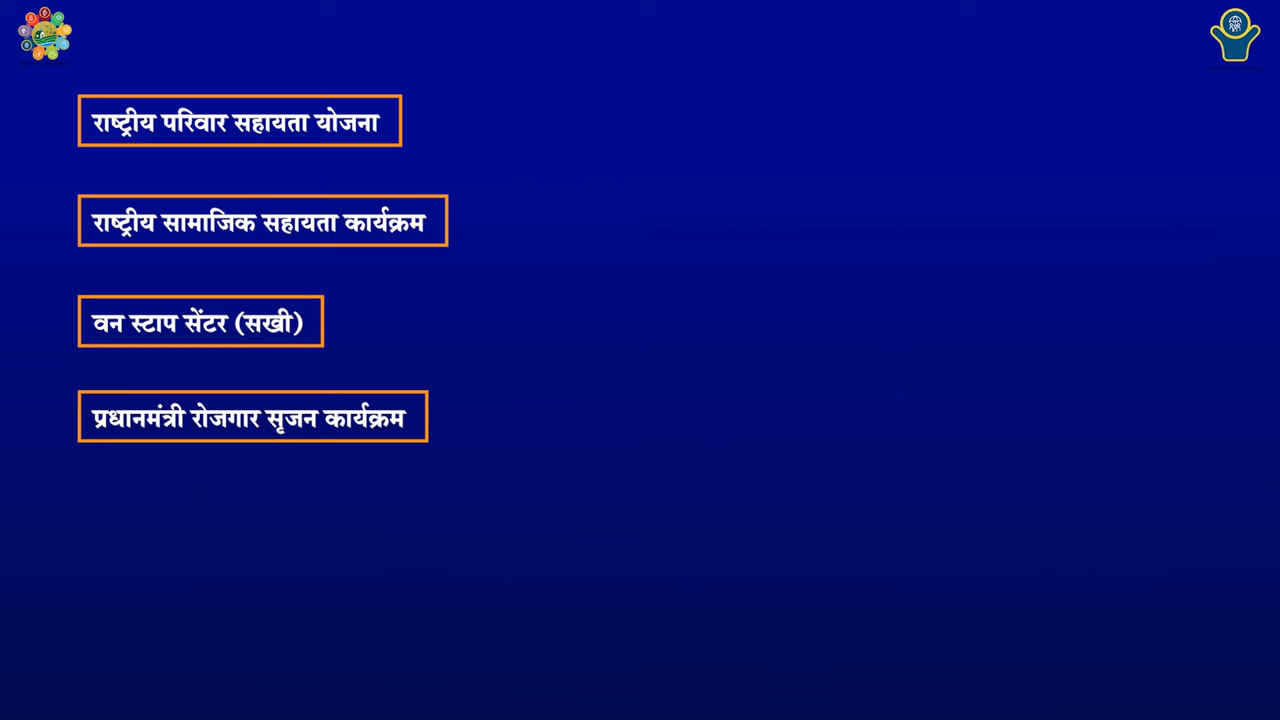 राष्ट्रीय परिवार सहायता योजना
राष्ट्रीय सामाजिक सहायता कार्यक्रम
वन स्टाप सेंटर (सखी)
प्रधानमंत्री रोजगार सृजन कार्यक्रम